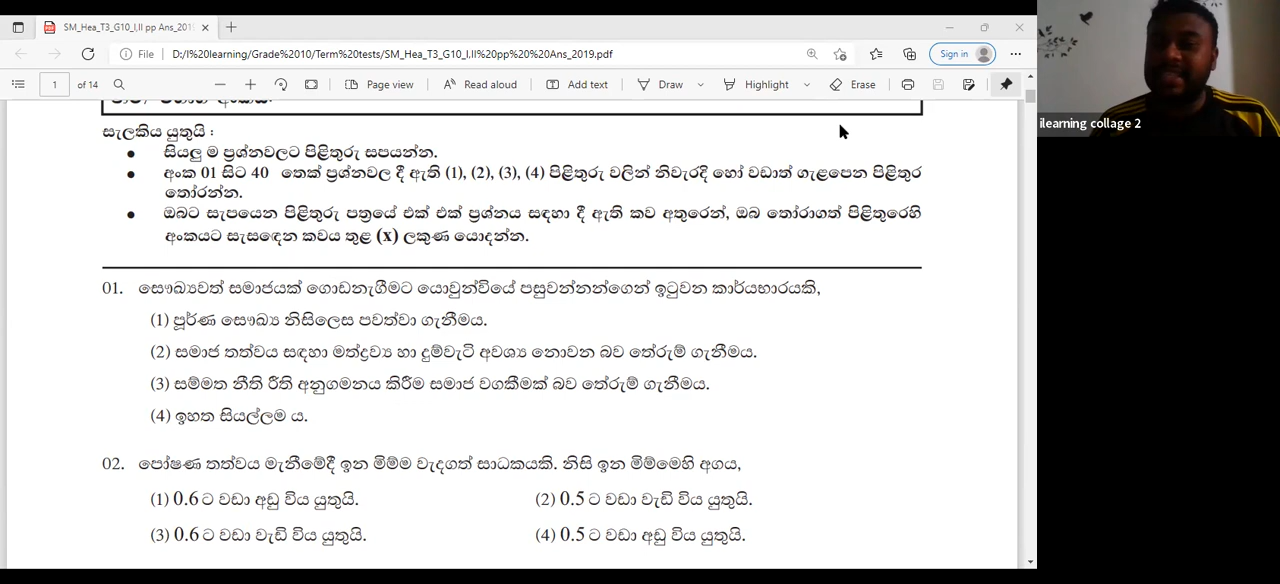 SM_Hea_T3_G10_I,II pp Ans_201
File D:/I%20learning/Grade%2010/Term%20tests/SM_Hea_T3_G10_I,II%20pp%20%20Ans_2019.pdf Sign in
1 of 14 Page view Read aloud Add text Draw Highlight Erase
ilearning collage 2
සැලකිය යුතුයි :
• සියලු ම ප්‍රශ්නවලට පිළිතුරු සපයන්න.
• අංක 01 සිට 40 තෙක් ප්‍රශ්නවල දී ඇති (1), (2), (3), (4) පිළිතුරු වලින් නිවැරදි හෝ වඩාත් ගැළපෙන පිළිතුර
තෝරන්න.
• ඔබට සැපයෙන පිළිතුරු පත්‍රයේ එක් එක් ප්‍රශ්නය සඳහා දී ඇති කව අතුරෙන්, ඔබ තෝරාගත් පිළිතුරෙහි
අංකයට සැසඳෙන කවය තුළ (x) ලකුණ යොදන්න.
01. සෞඛ්‍යවත් සමාජයක් ගොඩනැගීමට යොවුන්වියේ පසුවන්නන්ගෙන් ඉටුවන කාර්යභාරයකි,
(1) පූර්ණ සෞඛ්‍ය නිසිලෙස පවත්වා ගැනීමය.
(2) සමාජ තත්වය සඳහා මත්ද්‍රව්‍ය හා දුම්වැටි අවශ්‍ය නොවන බව තේරුම් ගැනීමය.
(3) සම්මත නීති රීති අනුගමනය කිරීම සමාජ වගකීමක් බව තේරුම් ගැනීමය.
(4) ඉහත සියල්ලම ය.
02. පෝෂණ තත්වය මැනීමේදී ඉන මිම්ම වැදගත් සාධකයකි. නිසි ඉන මිම්මෙහි අගය,
(1) 0.6 ට වඩා අඩු විය යුතුයි. (2) 0.5 ට වඩා වැඩි විය යුතුයි.
(3) 0.6 ට වඩා වැඩි විය යුතුයි. (4) 0.5 ට වඩා අඩු විය යුතුයි.